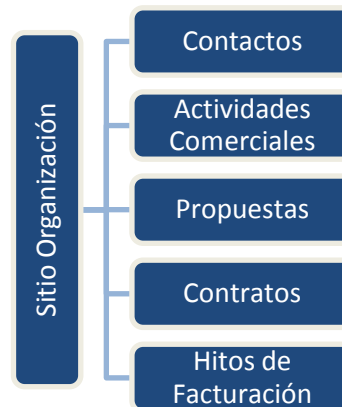 Sitio Organización
Contactos
Actividades
Comerciales
Propuestas
Contratos
Hitos de
Facturación